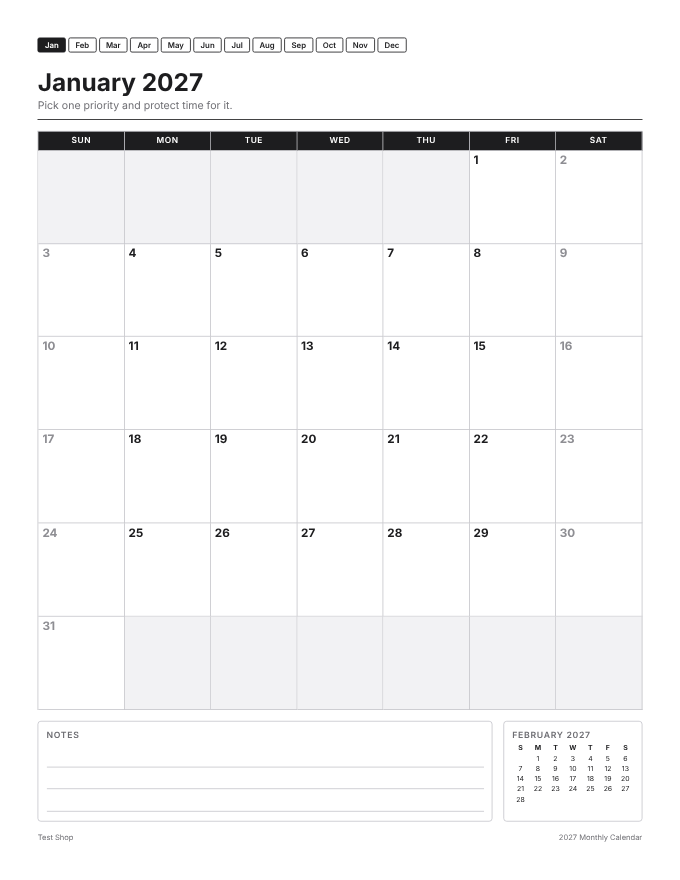 Jan Feb Mar Apr May Jun Jul Aug Sep Oct Nov Dec
January 2027
Pick one priority and protect time for it.
SUN MON TUE WED THU FRI SAT
1 2
3 4 5 6 7 8 9
10 11 12 13 14 15 16
17 18 19 20 21 22 23
24 25 26 27 28 29 30
31
NOTES
FEBRUARY 2027
S M T W T F S
1 2 3 4 5 6
7 8 9 10 11 12 13
14 15 16 17 18 19 20
21 22 23 24 25 26 27
28
Test Shop
2027 Monthly Calendar